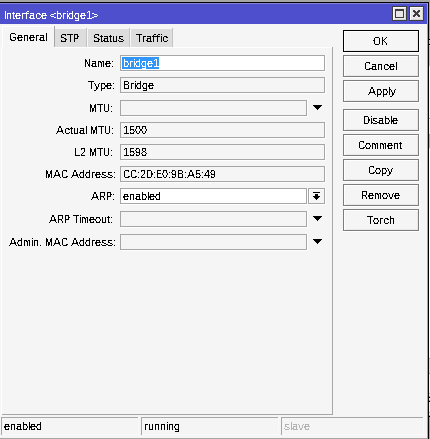 Interface <bridge1>
General STP Status Traffic
OK
Name: bridge1
Cancel
Type: Bridge
Apply
MTU:
Disable
Actual MTU: 1500
Comment
L2 MTU: 1598
Copy
MAC Address: CC:2D:E0:9B:A5:49
Remove
ARP: enabled
Torch
ARP Timeout:
Admin. MAC Address:
enabled running slave